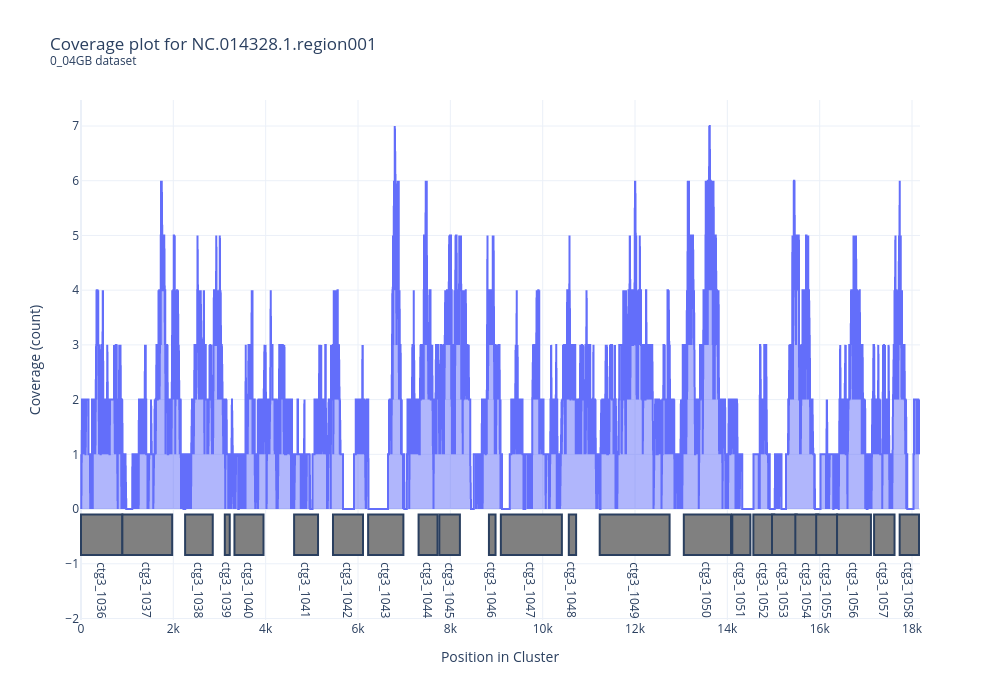 Coverage plot for NC.014328.1.region001
0_04GB dataset
Coverage (count)
7
6
5
4
3
2
1
0
−1
−2
ctg3_1036
ctg3_1037
ctg3_1038
ctg3_1039
ctg3_1040
ctg3_1041
ctg3_1042
ctg3_1043
ctg3_1044
ctg3_1045
ctg3_1046
ctg3_1047
ctg3_1048
ctg3_1049
ctg3_1050
ctg3_1051
ctg3_1052
ctg3_1053
ctg3_1054
ctg3_1055
ctg3_1056
ctg3_1057
ctg3_1058
0
2k
4k
6k
8k
10k
12k
14k
16k
18k
Position in Cluster